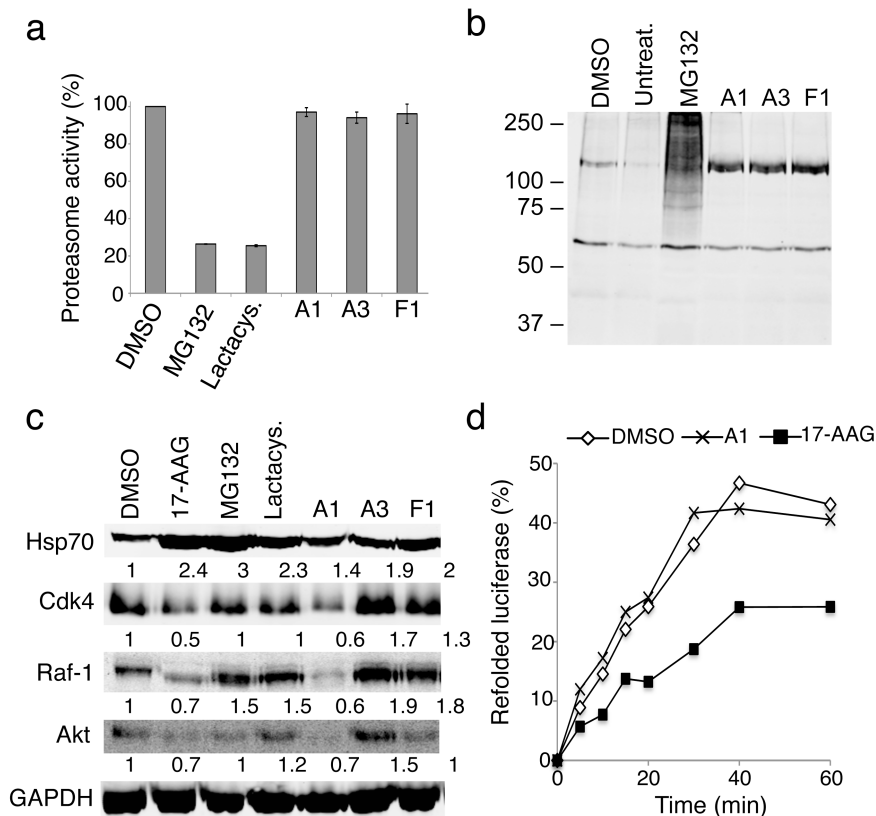 a
Proteasome activity (%)
100
80
60
40
20
0
DMSO
MG132
Lactacys.
A1
A3
F1
b
DMSO
Untreat.
MG132
A1
A3
F1
250
100
75
50
37
c
DMSO
17-AAG
MG132
Lactacys.
A1
A3
F1
Hsp70
1 2.4 3 2.3 1.4 1.9 2
Cdk4
1 0.5 1 1 0.6 1.7 1.3
Raf-1
1 0.7 1.5 1.5 0.6 1.9 1.8
Akt
1 0.7 1 1.2 0.7 1.5 1
GAPDH
d
DMSO A1 17-AAG
Refolded luciferase (%)
50
40
30
20
10
0
0 20 40 60
Time (min)